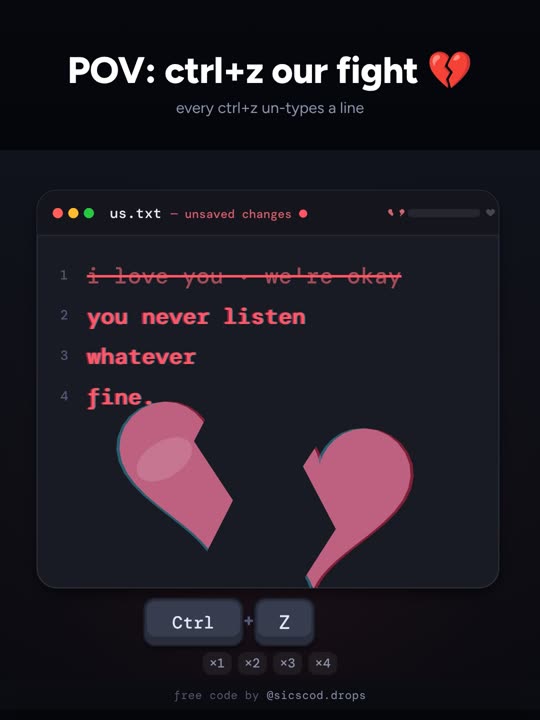 POV: ctrl+z our fight 💔
every ctrl+z un-types a line
us.txt — unsaved changes
1 i love you · we're okay
2 you never listen
3 whatever
4 fine.
Ctrl + Z
×1 ×2 ×3 ×4
free code by @sicscod.drops